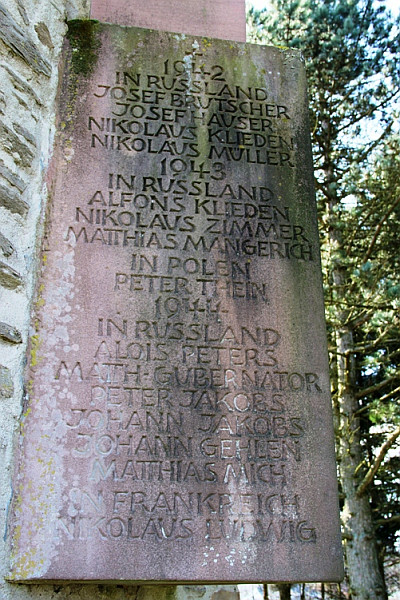 1942
IN RUSSLAND
JOSEF BRUTSCHER
JOSEF HAUSER
NIKOLAUS KLIEDEN
NIKOLAUS MÜLLER
1943
IN RUSSLAND
ALFONS KLIEDEN
NIKOLAUS ZIMMER
MATTHIAS MANGERICH
IN POLEN
PETER THEIN
1944
IN RUSSLAND
ALOIS PETERS
MATH· GUBERNATOR
PETER JAKOBS
JOHANN JAKOBS
JOHANN GEHLEN
MATTHIAS MICH
IN FRANKREICH
NIKOLAUS LUDWIG